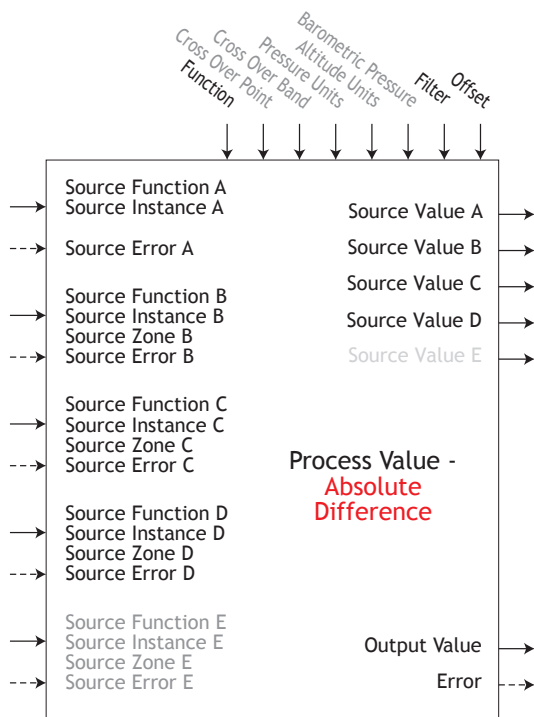 Function
Cross Over Point
Cross Over Band
Pressure Units
Altitude Units
Barometric Pressure
Filter
Offset
Source Function A
Source Instance A
Source Error A
Source Function B
Source Instance B
Source Zone B
Source Error B
Source Function C
Source Instance C
Source Zone C
Source Error C
Source Function D
Source Instance D
Source Zone D
Source Error D
Source Function E
Source Instance E
Source Zone E
Source Error E
Source Value A
Source Value B
Source Value C
Source Value D
Source Value E
Process Value -
Absolute
Difference
Output Value
Error